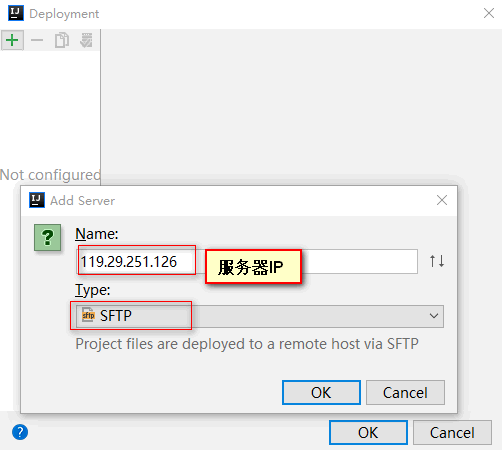 Deployment
Not configured
Add Server
Name:
119.29.251.126
服务器IP
Type:
SFTP
Project files are deployed to a remote host via SFTP
OK Cancel
OK Cancel